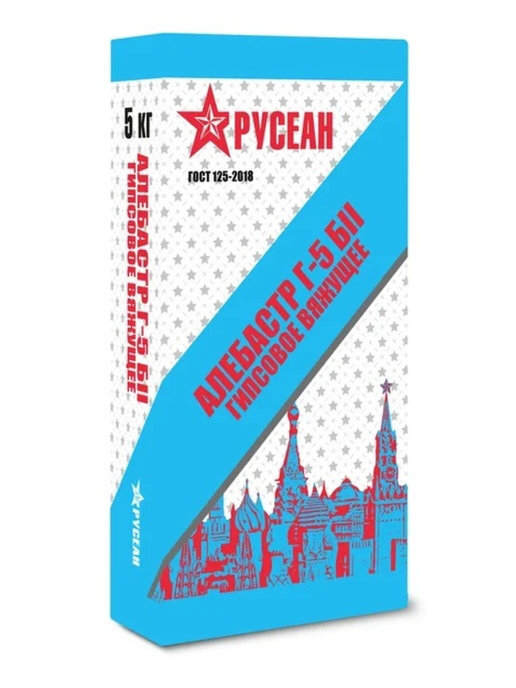 РУСЕАН
ГОСТ 125-2018
АЛЕБАСТР Г-5 БII
ГИПСОВОЕ ВЯЖУЩЕЕ
5 КГ
АЛЕБАСТР Г-5 БII
ГИПСОВОЕ ВЯЖУЩЕЕ
РУСЕАН